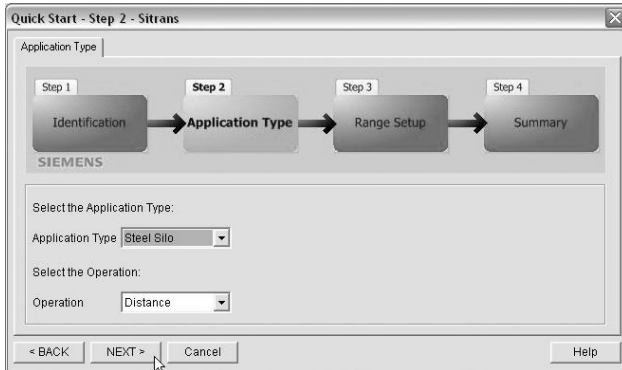 Quick Start - Step 2 - Sitrans
Application Type
Step 1
Step 2
Step 3
Step 4
Identification
Application Type
Range Setup
Summary
SIEMENS
Select the Application Type:
Application Type Steel Silo
Select the Operation:
Operation Distance
< BACK NEXT > Cancel Help